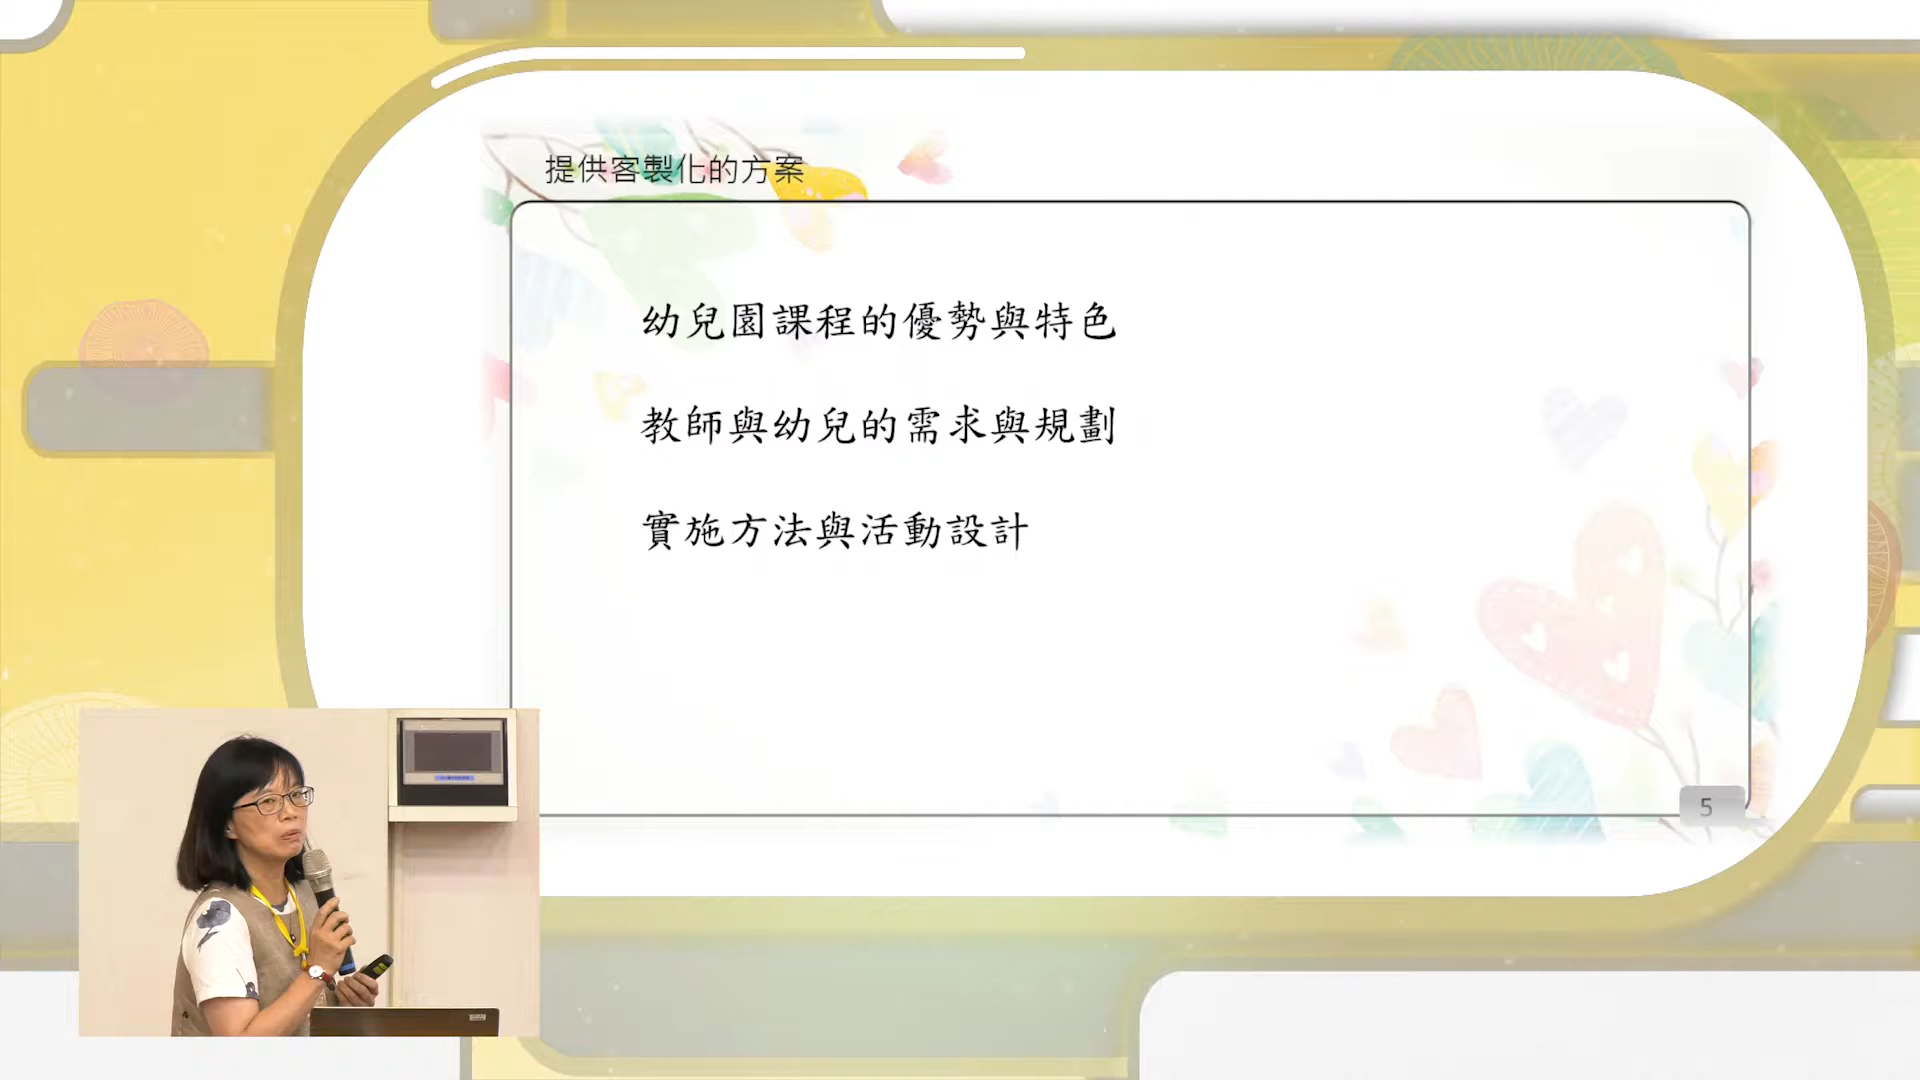 提供客製化的方案
幼兒園課程的優勢與特色
教師與幼兒的需求與規劃
實施方法與活動設計
5